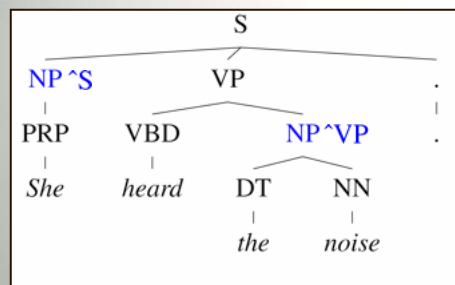 S
NP^S VP .
PRP VBD NP^VP .
She heard DT NN
the noise